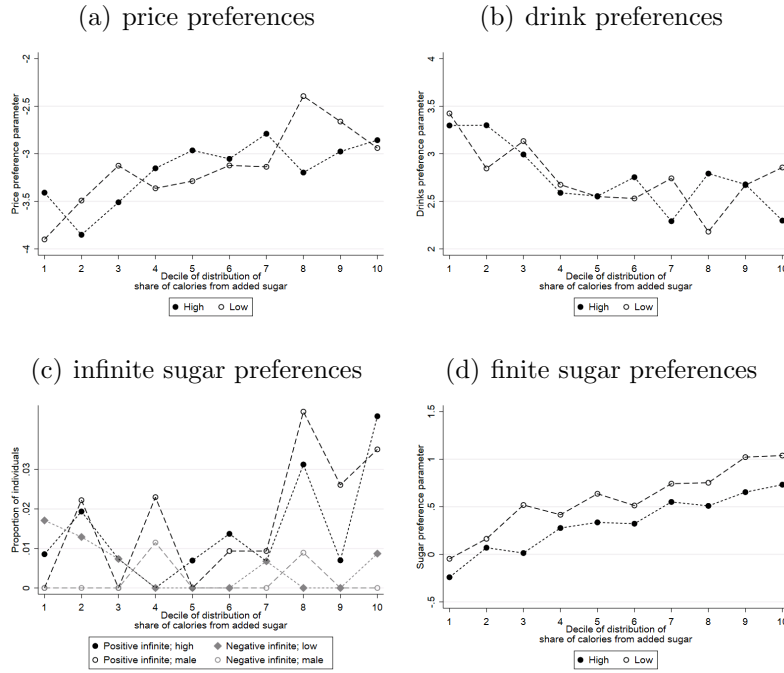 (a) price preferences
(b) drink preferences
Price preference parameter
-2
-2.5
-3
-3.5
-4
1 2 3 4 5 6 7 8 9 10
Decile of distribution of
share of calories from added sugar
High Low
Drinks preference parameter
4
3.5
3
2.5
2
1 2 3 4 5 6 7 8 9 10
Decile of distribution of
share of calories from added sugar
High Low
(c) infinite sugar preferences
(d) finite sugar preferences
Proportion of individuals
.03
.02
.01
0
1 2 3 4 5 6 7 8 9 10
Decile of distribution of
share of calories from added sugar
Positive infinite; high Negative infinite; low
Positive infinite; male Negative infinite; male
Sugar preference parameter
1.5
1
.5
0
-.5
1 2 3 4 5 6 7 8 9 10
Decile of distribution of
share of calories from added sugar
High Low